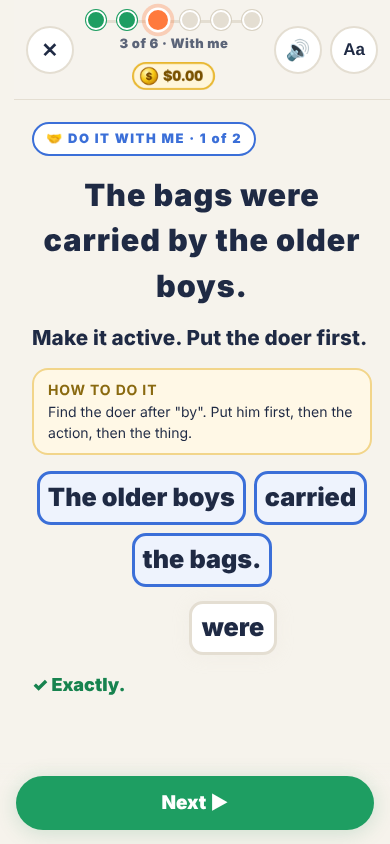 ✕
3 of 6 · With me
$ $0.00
🔊
Aa
🤝 DO IT WITH ME · 1 of 2
The bags were
carried by the older
boys.
Make it active. Put the doer first.
HOW TO DO IT
Find the doer after "by". Put him first, then the
action, then the thing.
The older boys carried
the bags.
were
✓ Exactly.
Next ▶